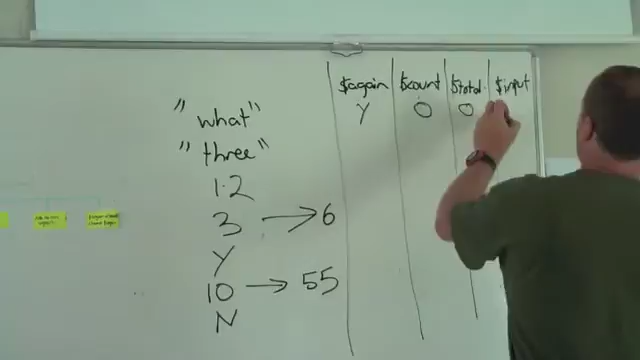 $again $count $total $input
Y 0 0
"what"
"three"
1.2
3 → 6
Y
10 → 55
N